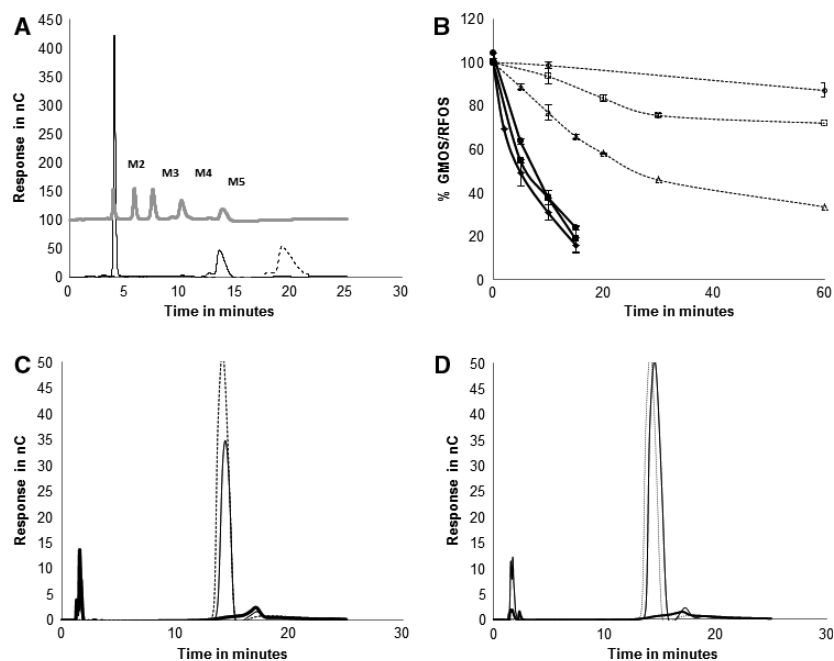 A
450
400
350
300
250
200
150
100
50
0
Response in nC
M2
M3
M4
M5
0 5 10 15 20 25 30
Time in minutes
B
120
100
80
60
40
20
0
% GMOS/RFOS
0 20 40 60
Time in minutes
C
50
45
40
35
30
25
20
15
10
5
0
Response in nC
0 10 20 30
Time in minutes
D
50
45
40
35
30
25
20
15
10
5
0
Response in nC
0 10 20 30
Time in minutes